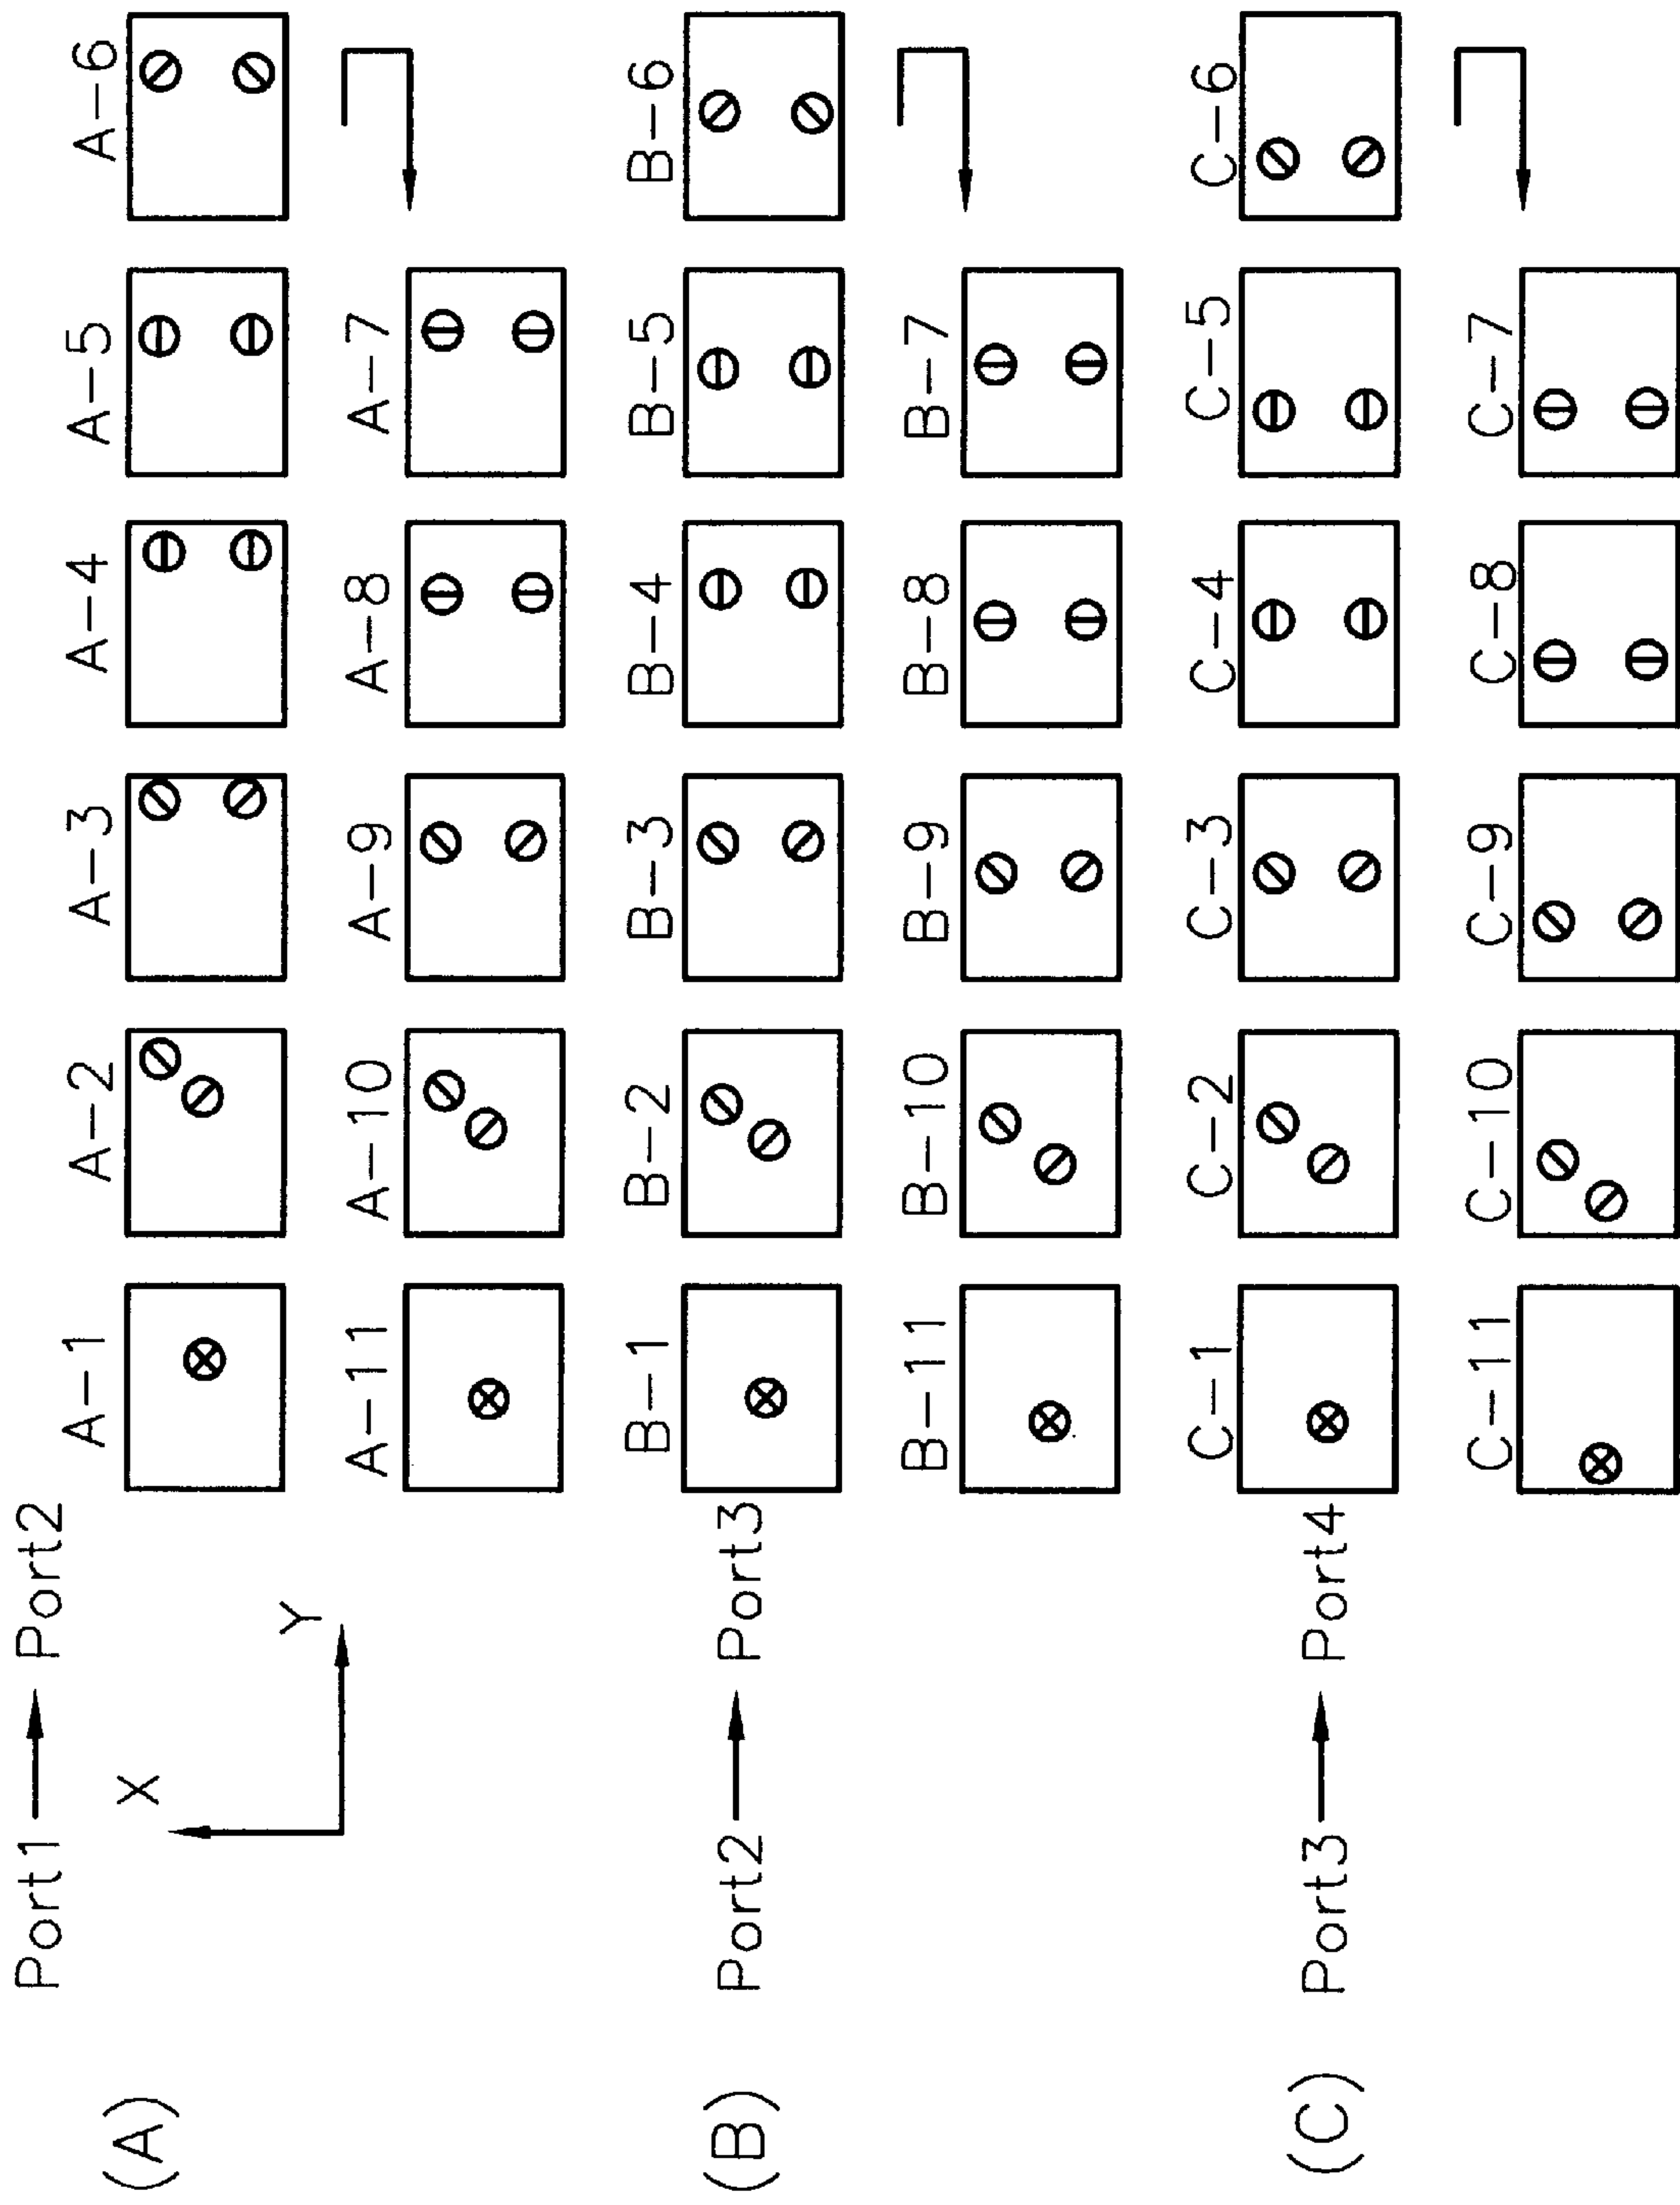 (A)
Port1 → Port2
X
Y
A-1
A-2
A-3
A-4
A-5
A-6
A-11
A-10
A-9
A-8
A-7
(B)
Port2 → Port3
B-1
B-2
B-3
B-4
B-5
B-6
B-11
B-10
B-9
B-8
B-7
(C)
Port3 → Port4
C-1
C-2
C-3
C-4
C-5
C-6
C-11
C-10
C-9
C-8
C-7